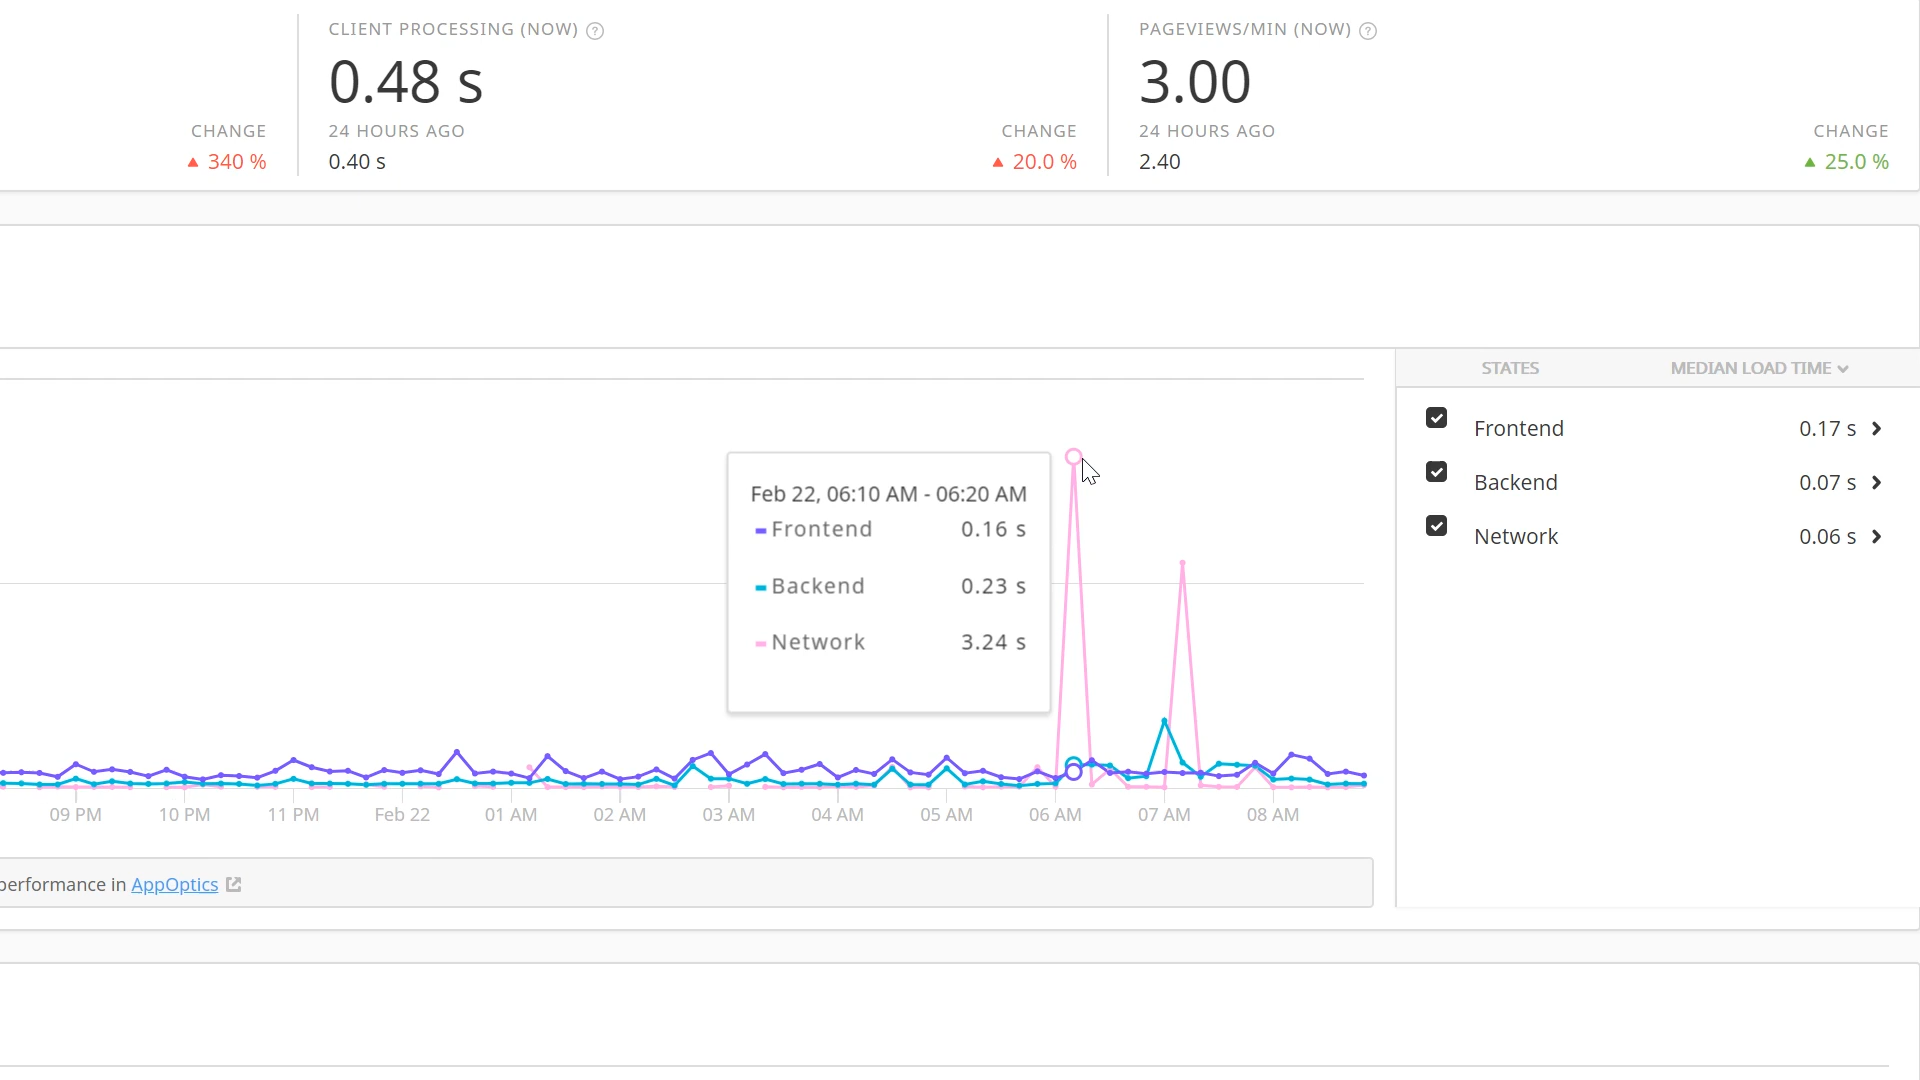 CLIENT PROCESSING (NOW) ?
PAGEVIEWS/MIN (NOW) ?
0.48 s
3.00
CHANGE
24 HOURS AGO
CHANGE
24 HOURS AGO
CHANGE
▲ 340 %
0.40 s
▲ 20.0 %
2.40
▲ 25.0 %
STATES
MEDIAN LOAD TIME
Frontend 0.17 s
Backend 0.07 s
Network 0.06 s
Feb 22, 06:10 AM - 06:20 AM
Frontend 0.16 s
Backend 0.23 s
Network 3.24 s
09 PM 10 PM 11 PM Feb 22 01 AM 02 AM 03 AM 04 AM 05 AM 06 AM 07 AM 08 AM
performance in AppOptics